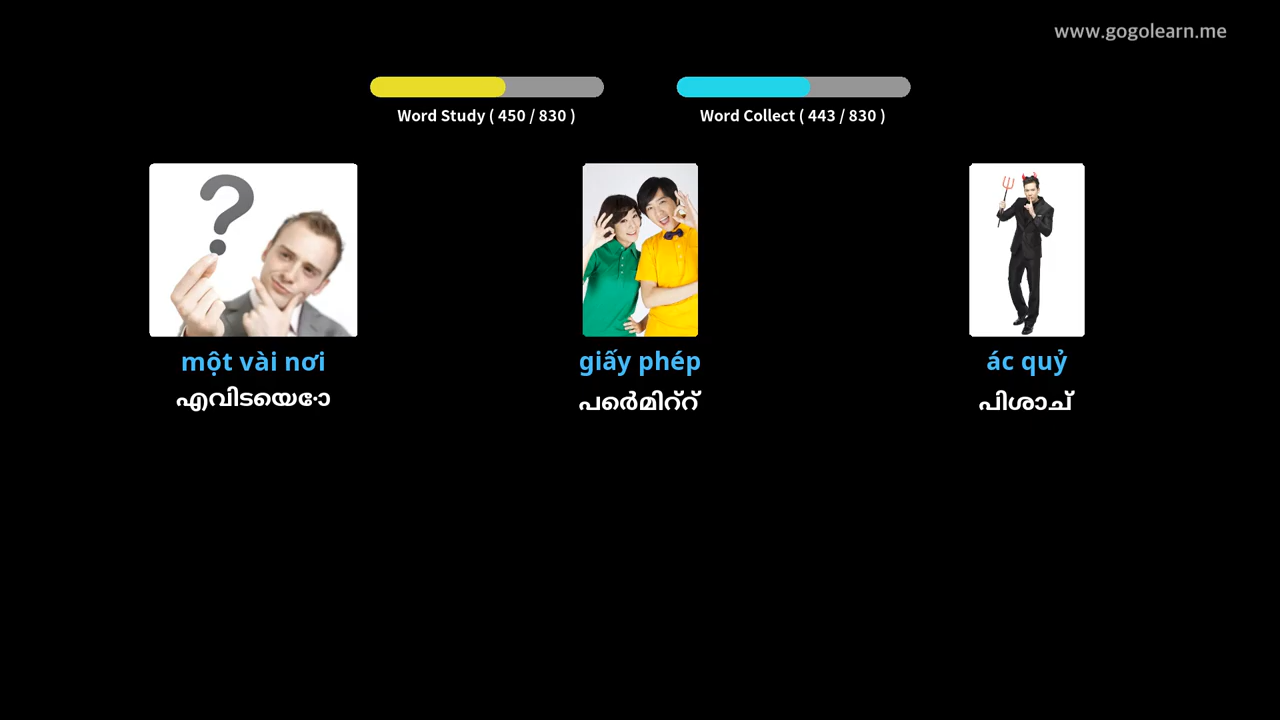 www.gogolearn.me
Word Study ( 450 / 830 )
Word Collect ( 443 / 830 )
một vài nơi
giấy phép
ác quỷ
എവിടയെോ
പെർമിറ്റ്
പിശാച്